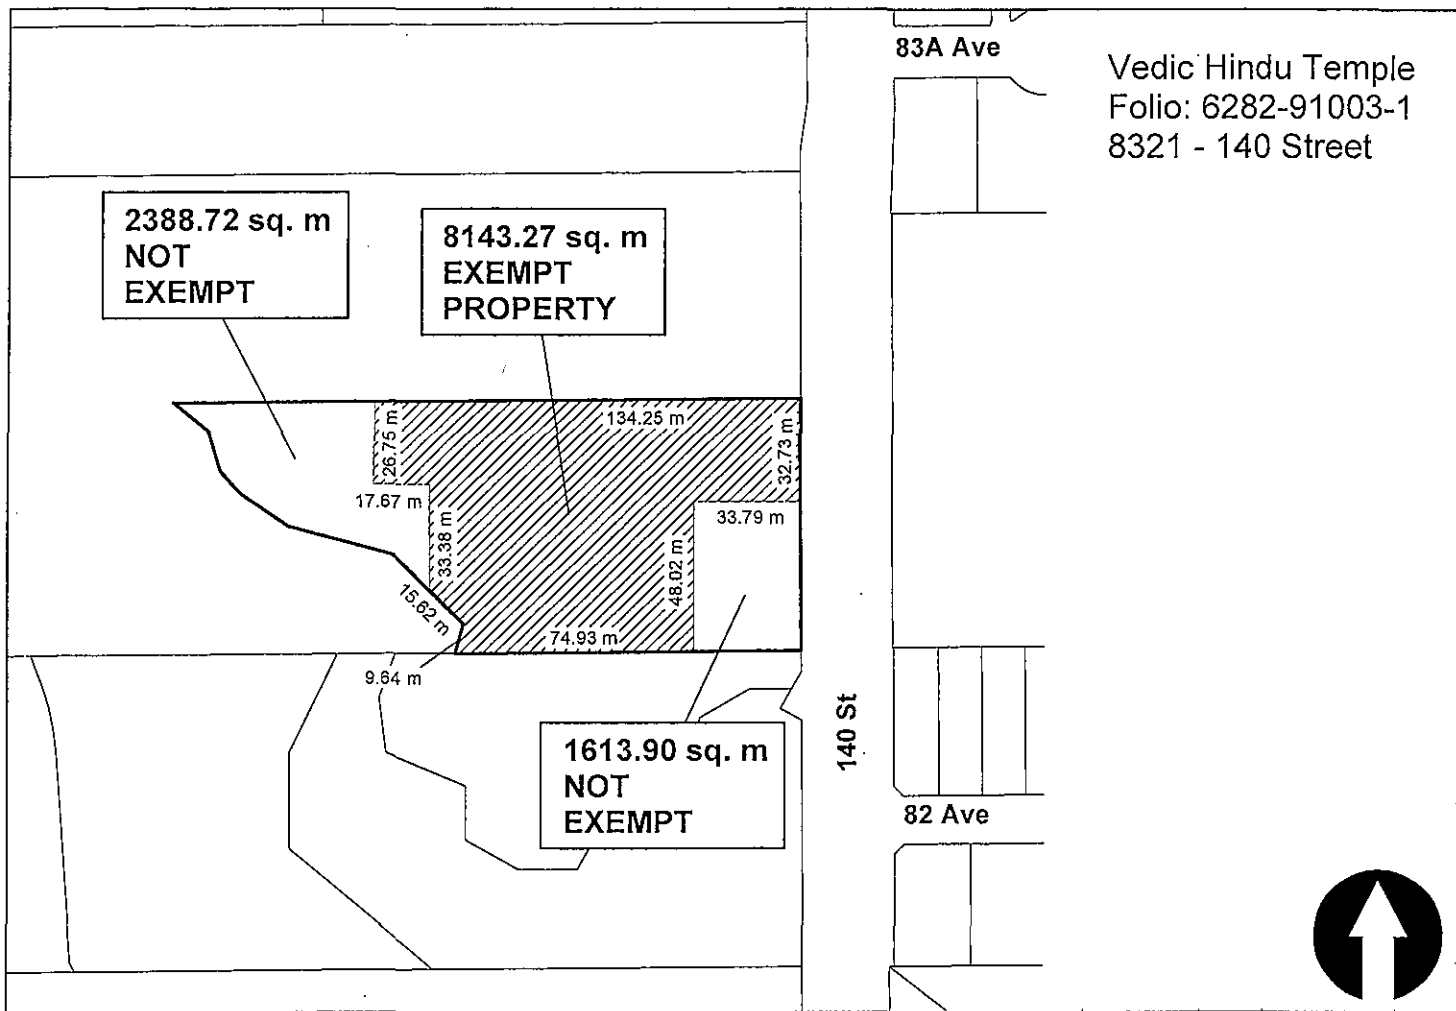 83A Ave
Vedic Hindu Temple
Folio: 6282-91003-1
8321 - 140 Street
2388.72 sq. m
NOT
EXEMPT
8143.27 sq. m
EXEMPT
PROPERTY
134.25 m
26.75 m
32.73 m
17.67 m
33.79 m
33.38 m
48.02 m
15.62 m
74.93 m
9.64 m
1613.90 sq. m
NOT
EXEMPT
140 St
82 Ave